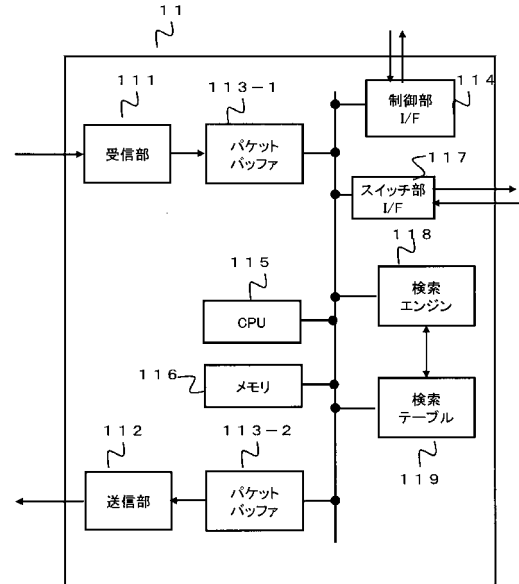 11
111
受信部
113-1
パケット
バッファ
制御部
I/F
114
117
スイッチ部
I/F
118
検索
エンジン
115
CPU
116
メモリ
検索
テーブル
119
112
送信部
113-2
パケット
バッファ